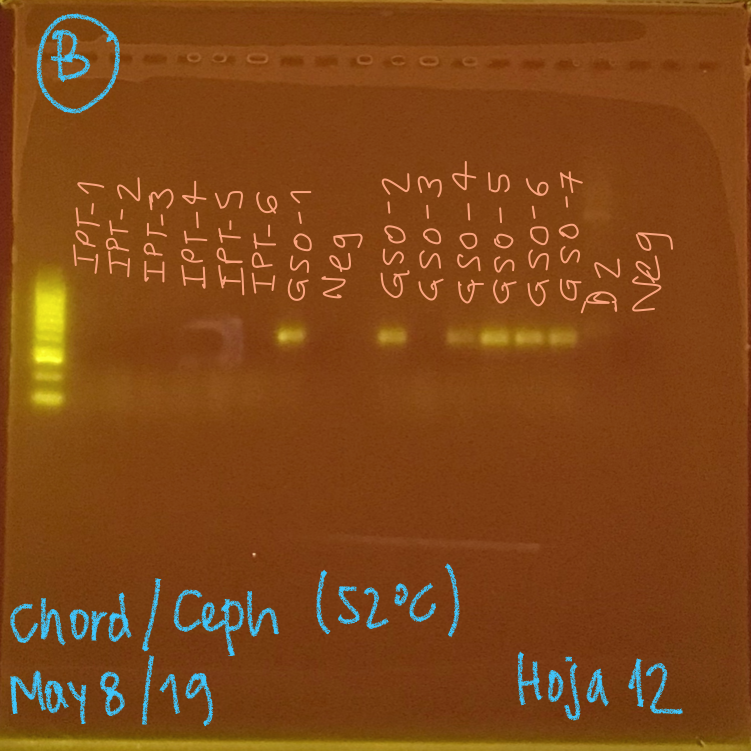 B
IPT-1
IPT-2
IPT-3
IPT-4
IPT-5
IPT-6
GSO-1
Neg
GSO-2
GSO-3
GSO-4
GSO-5
GSO-6
GSO-7
D2
Neg
Chord/Ceph (52°C)
May 8/19
Hoja 12